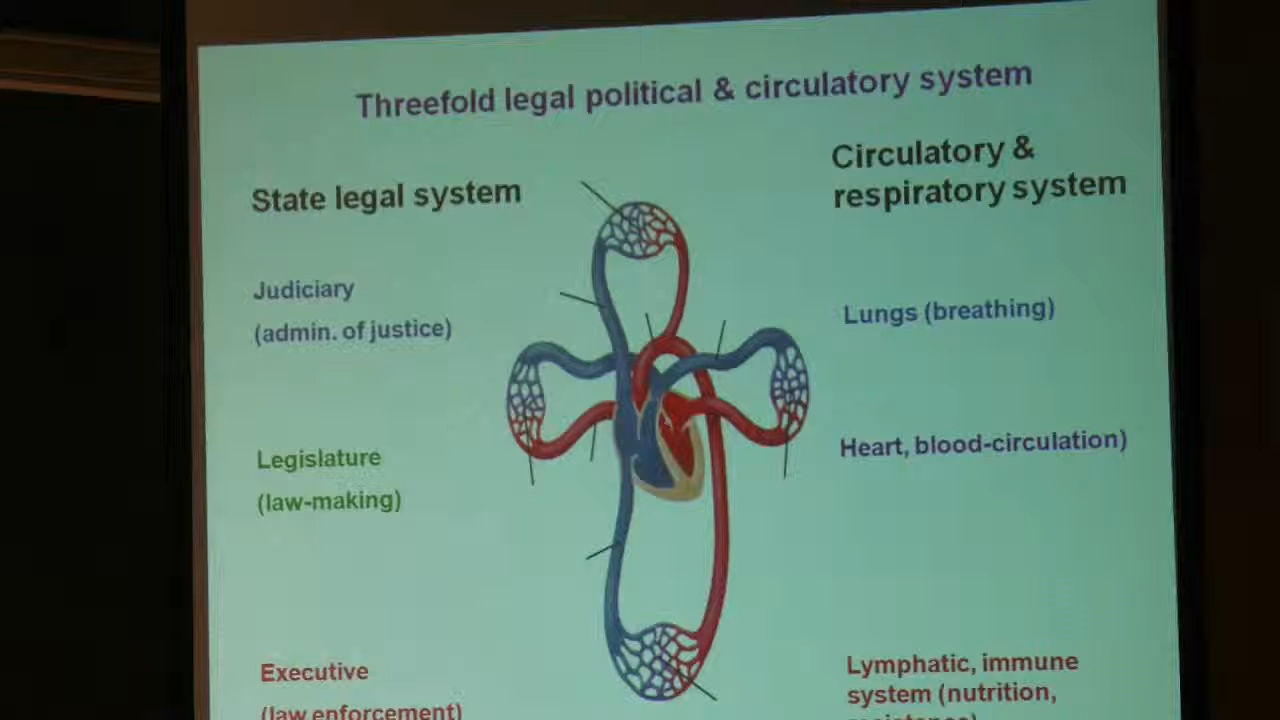 Threefold legal political & circulatory system
State legal system
Judiciary
(admin. of justice)
Legislature
(law-making)
Executive
(law enforcement)
Circulatory &
respiratory system
Lungs (breathing)
Heart, blood-circulation)
Lymphatic, immune
system (nutrition,